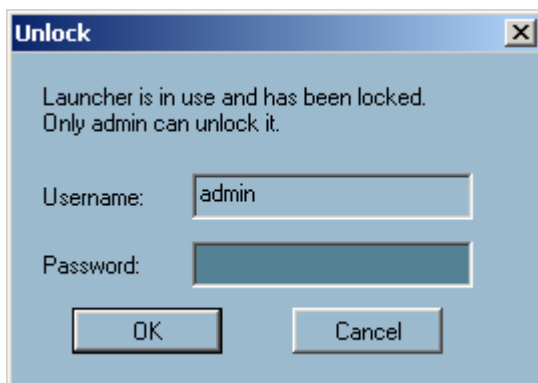 Unlock
Launcher is in use and has been locked.
Only admin can unlock it.
Username: admin
Password:
OK Cancel